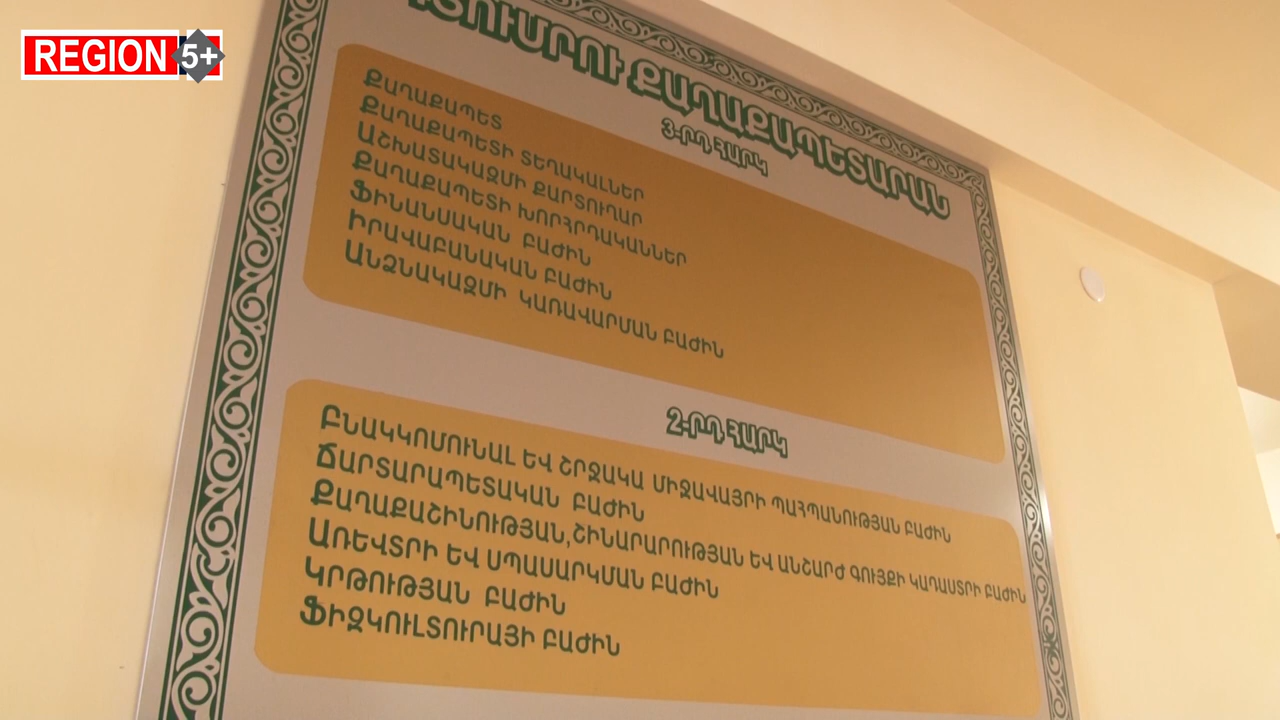 REGION 5+
ԳՅՈՒՄՐՈՒ ՔԱՂԱՔԱՊԵՏԱՐԱՆ
3-ՐԴ ՀԱՐԿ
ՔԱՂԱՔԱՊԵՏ
ՔԱՂԱՔԱՊԵՏԻ ՏԵՂԱԿԱԼՆԵՐ
ԱՇԽԱՏԱԿԱԶՄԻ ՔԱՐՏՈՒՂԱՐ
ՔԱՂԱՔԱՊԵՏԻ ԽՈՐՀՐԴԱԿԱՆՆԵՐ
ՖԻՆԱՆՍԱԿԱՆ ԲԱԺԻՆ
ԻՐԱՎԱԲԱՆԱԿԱՆ ԲԱԺԻՆ
ԱՆՁՆԱԿԱԶՄԻ ԿԱՌԱՎԱՐՄԱՆ ԲԱԺԻՆ
2-ՐԴ ՀԱՐԿ
ԲՆԱԿԿՈՄՈՒՆԱԼ ԵՎ ՇՐՋԱԿԱ ՄԻՋԱՎԱՅՐԻ ՊԱՀՊԱՆՈՒԹՅԱՆ ԲԱԺԻՆ
ՃԱՐՏԱՐԱՊԵՏԱԿԱՆ ԲԱԺԻՆ
ՔԱՂԱՔԱՇԻՆՈՒԹՅԱՆ,ՇԻՆԱՐԱՐՈՒԹՅԱՆ ԵՎ ԱՆՇԱՐԺ ԳՈՒՅՔԻ ԿԱԴԱՍՏՐԻ ԲԱԺԻՆ
ԱՌԵՎՏՐԻ ԵՎ ՍՊԱՍԱՐԿՄԱՆ ԲԱԺԻՆ
ԿՐԹՈՒԹՅԱՆ ԲԱԺԻՆ
ՖԻԶԿՈՒԼՏՈՒՐԱՅԻ ԲԱԺԻՆ